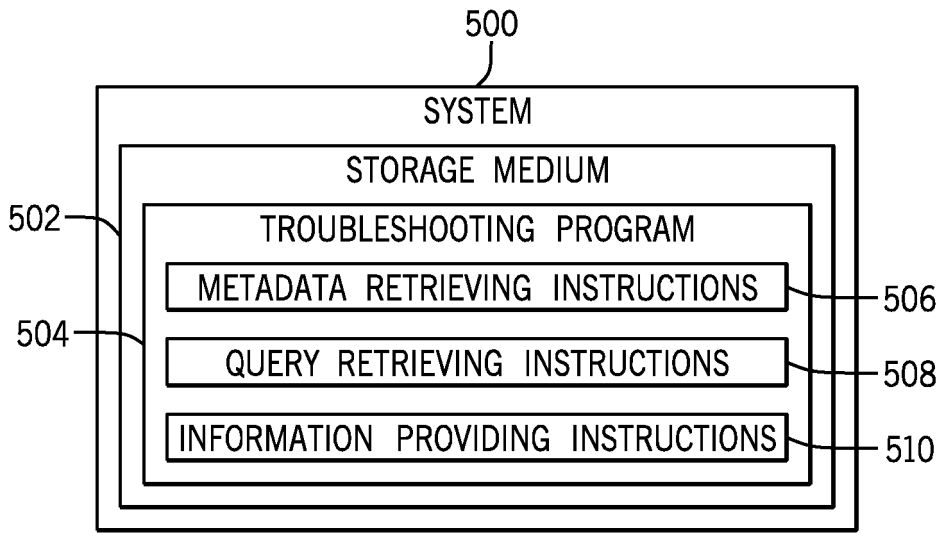 500
SYSTEM
STORAGE MEDIUM
502
TROUBLESHOOTING PROGRAM
METADATA RETRIEVING INSTRUCTIONS
506
504
QUERY RETRIEVING INSTRUCTIONS
508
INFORMATION PROVIDING INSTRUCTIONS
510